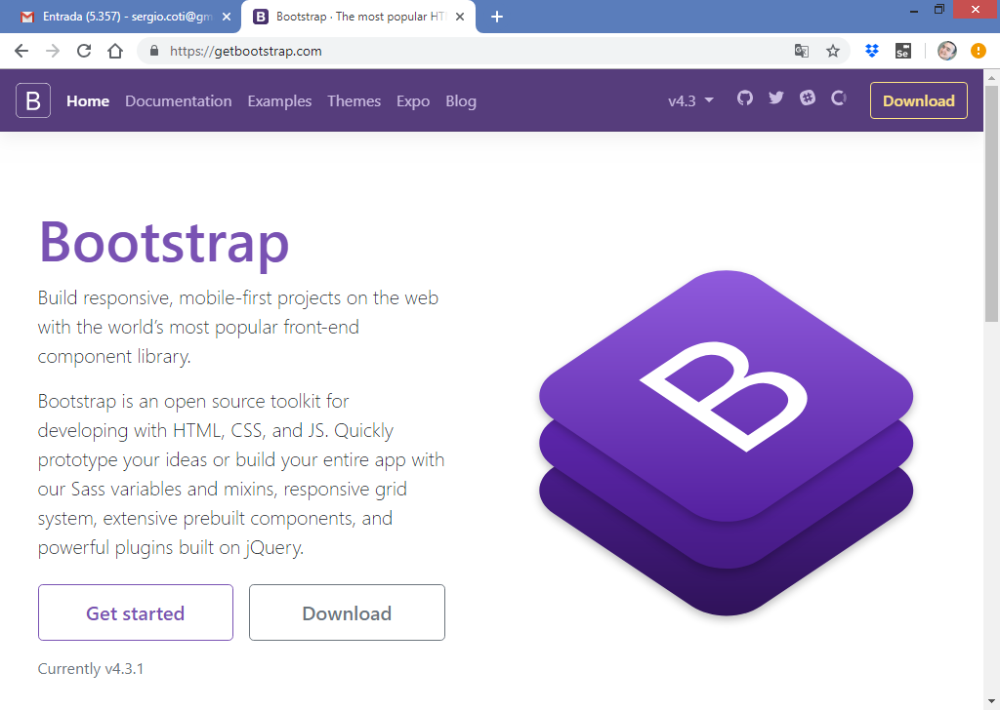 Entrada (5.357) - sergio.coti@gm
Bootstrap · The most popular HT
https://getbootstrap.com
Se
B Home Documentation Examples Themes Expo Blog v4.3 Download
Bootstrap
Build responsive, mobile-first projects on the web
with the world’s most popular front-end
component library.
Bootstrap is an open source toolkit for
developing with HTML, CSS, and JS. Quickly
prototype your ideas or build your entire app with
our Sass variables and mixins, responsive grid
system, extensive prebuilt components, and
powerful plugins built on jQuery.
B
Get started Download
Currently v4.3.1